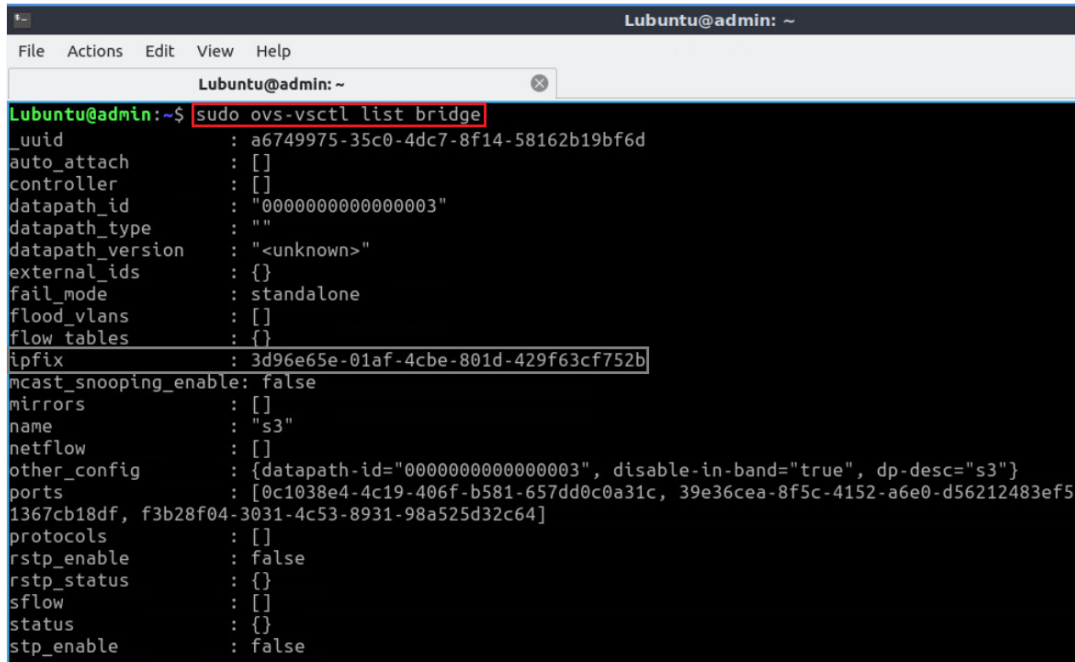 Lubuntu@admin: ~
File Actions Edit View Help
Lubuntu@admin: ~
Lubuntu@admin:~$ sudo ovs-vsctl list bridge
_uuid : a6749975-35c0-4dc7-8f14-58162b19bf6d
auto_attach : []
controller : []
datapath_id : "0000000000000003"
datapath_type : ""
datapath_version : "<unknown>"
external_ids : {}
fail_mode : standalone
flood_vlans : []
flow_tables : {}
ipfix : 3d96e65e-01af-4cbe-801d-429f63cf752b
mcast_snooping_enable: false
mirrors : []
name : "s3"
netflow : []
other_config : {datapath-id="0000000000000003", disable-in-band="true", dp-desc="s3"}
ports : [0c1038e4-4c19-406f-b581-657dd0c0a31c, 39e36cea-8f5c-4152-a6e0-d56212483ef5
1367cb18df, f3b28f04-3031-4c53-8931-98a525d32c64]
protocols : []
rstp_enable : false
rstp_status : {}
sflow : []
status : {}
stp_enable : false